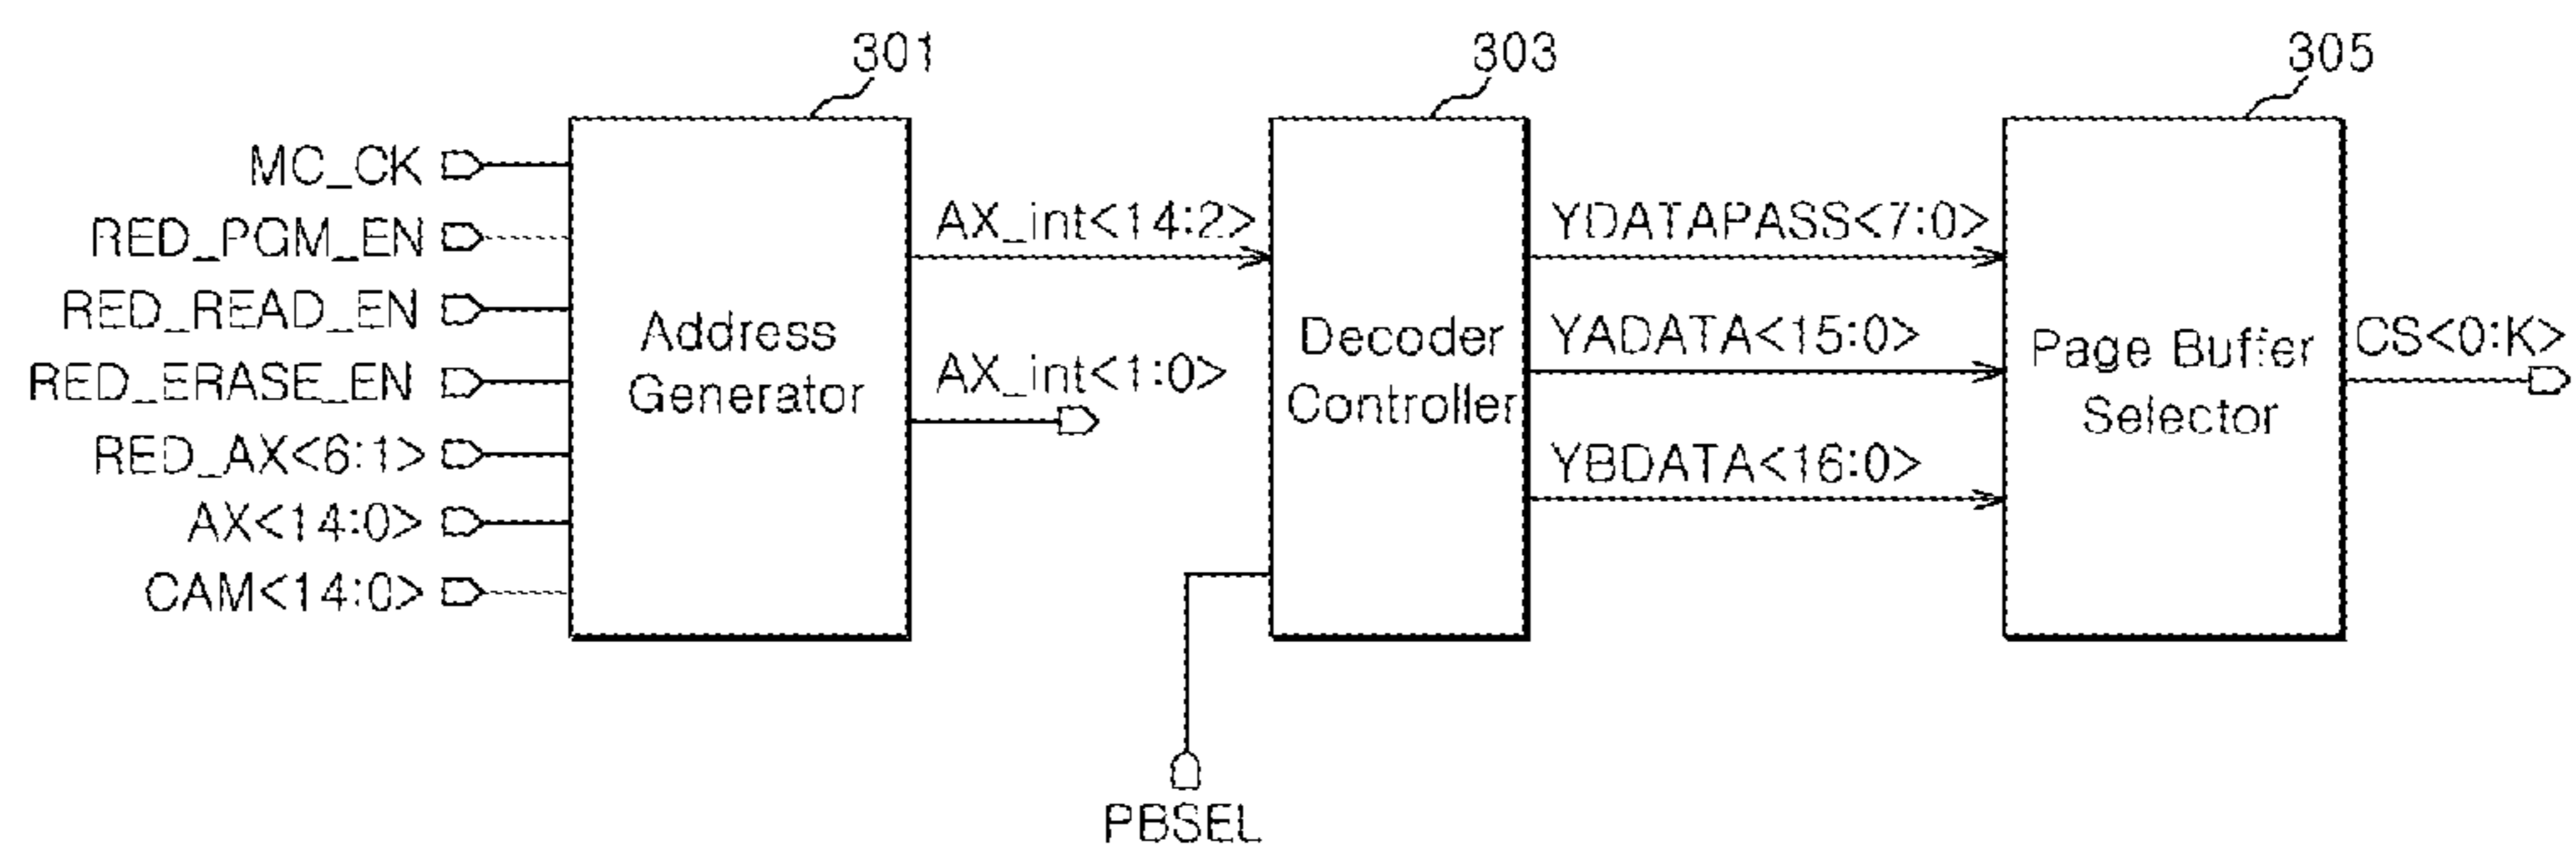 301
303
305
MC_CK
RED_PGM_EN
RED_READ_EN
RED_ERASE_EN
RED_AX<6:1>
AX<14:0>
CAM<14:0>
Address
Generator
AX_int<14:2>
AX_int<1:0>
Decoder
Controller
PBSEL
YDATAPASS<7:0>
YADATA<15:0>
YBDATA<16:0>
Page Buffer
Selector
CS<0:K>